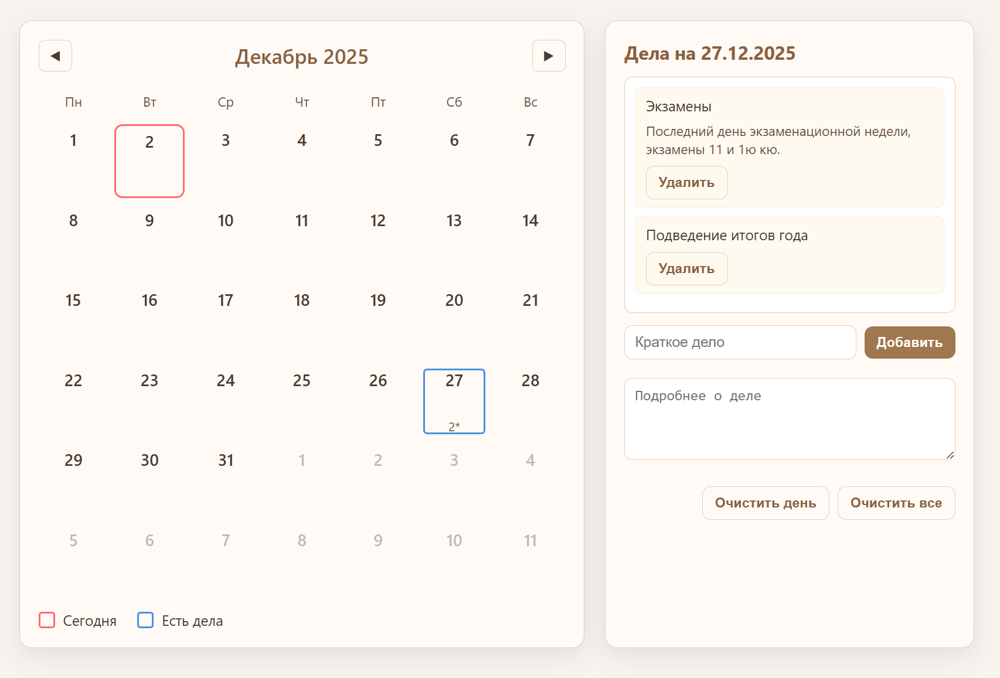 ◀ Декабрь 2025 ▶
Пн Вт Ср Чт Пт Сб Вс
1 2 3 4 5 6 7
8 9 10 11 12 13 14
15 16 17 18 19 20 21
22 23 24 25 26 27 28
2*
29 30 31 1 2 3 4
5 6 7 8 9 10 11
Сегодня Есть дела
Дела на 27.12.2025
Экзамены
Последний день экзаменационной недели,
экзамены 11 и 1ю кю.
Удалить
Подведение итогов года
Удалить
Краткое дело Добавить
Подробнее о деле
Очистить день Очистить все